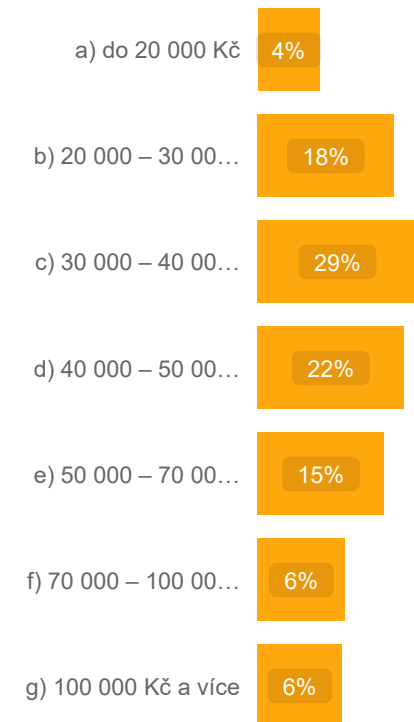 a) do 20 000 Kč 4%
b) 20 000 – 30 00… 18%
c) 30 000 – 40 00… 29%
d) 40 000 – 50 00… 22%
e) 50 000 – 70 00… 15%
f) 70 000 – 100 00… 6%
g) 100 000 Kč a více 6%